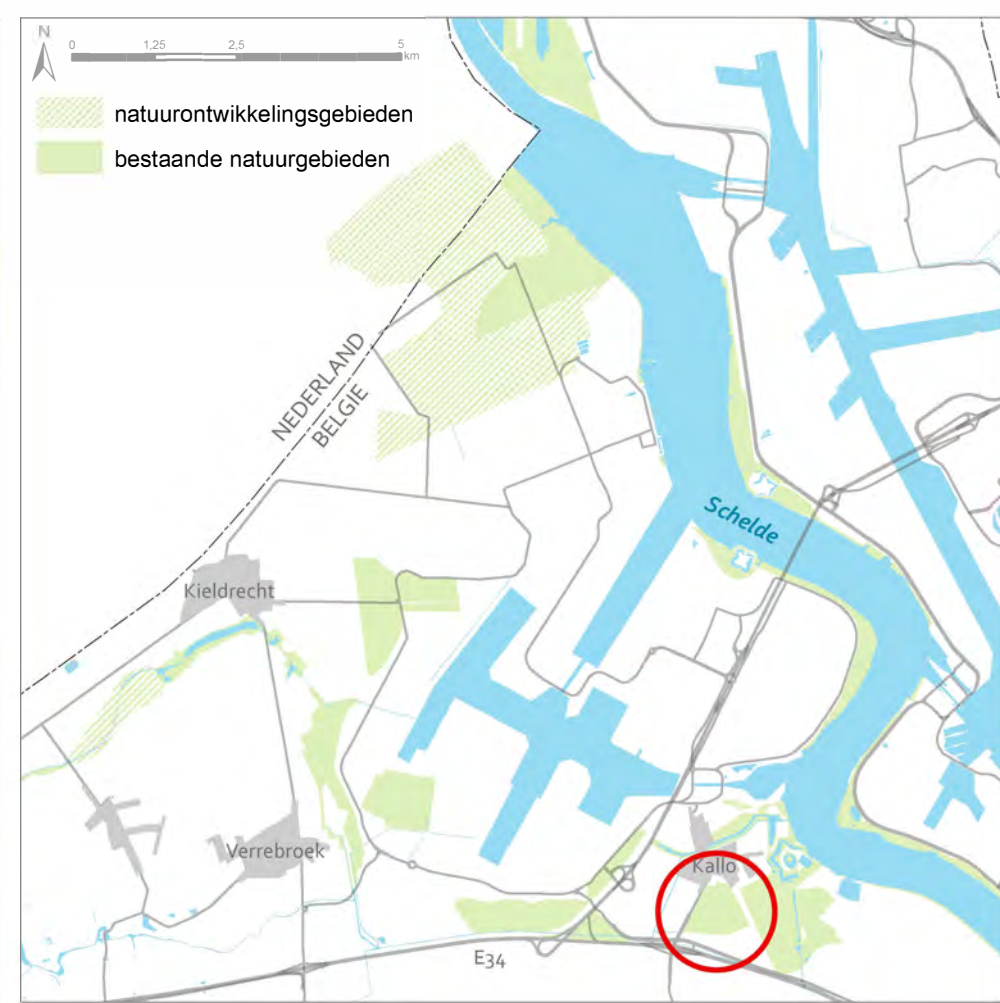 N
0 1,25 2,5 5
km
natuurontwikkelingsgebieden
bestaande natuurgebieden
NEDERLAND
BELGIE
Schelde
Kieldrecht
Verrebroek
Kallo
E34